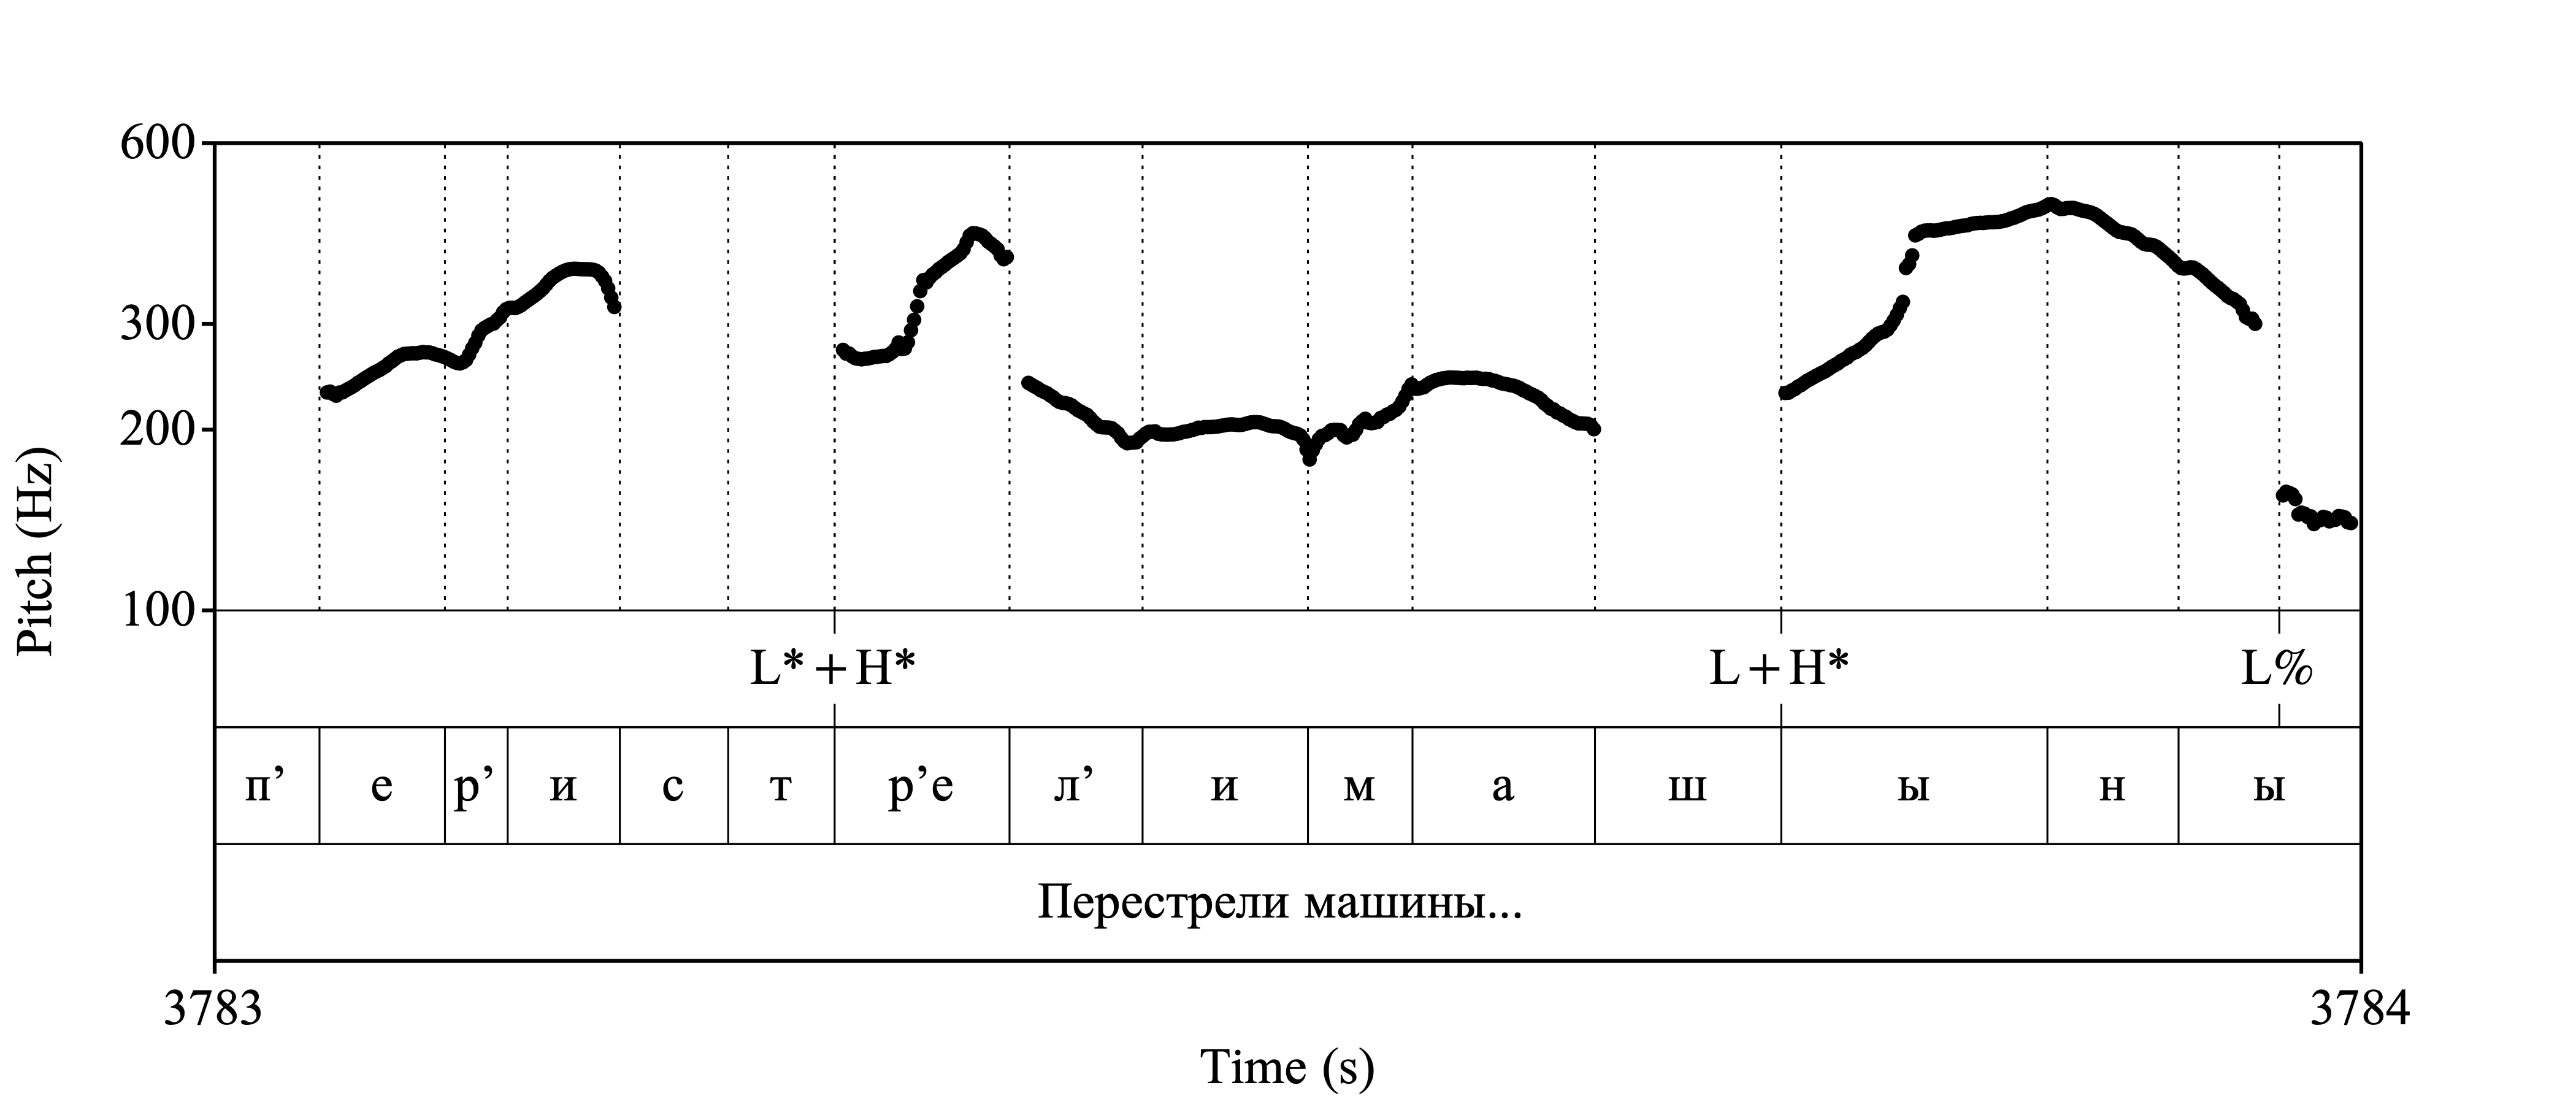 600
300
200
100
Pitch (Hz)
L*+H* L+H* L%
п’ е р’ и с т р’е л’ и м а ш ы н ы
Перестрели машины...
3783 3784
Time (s)